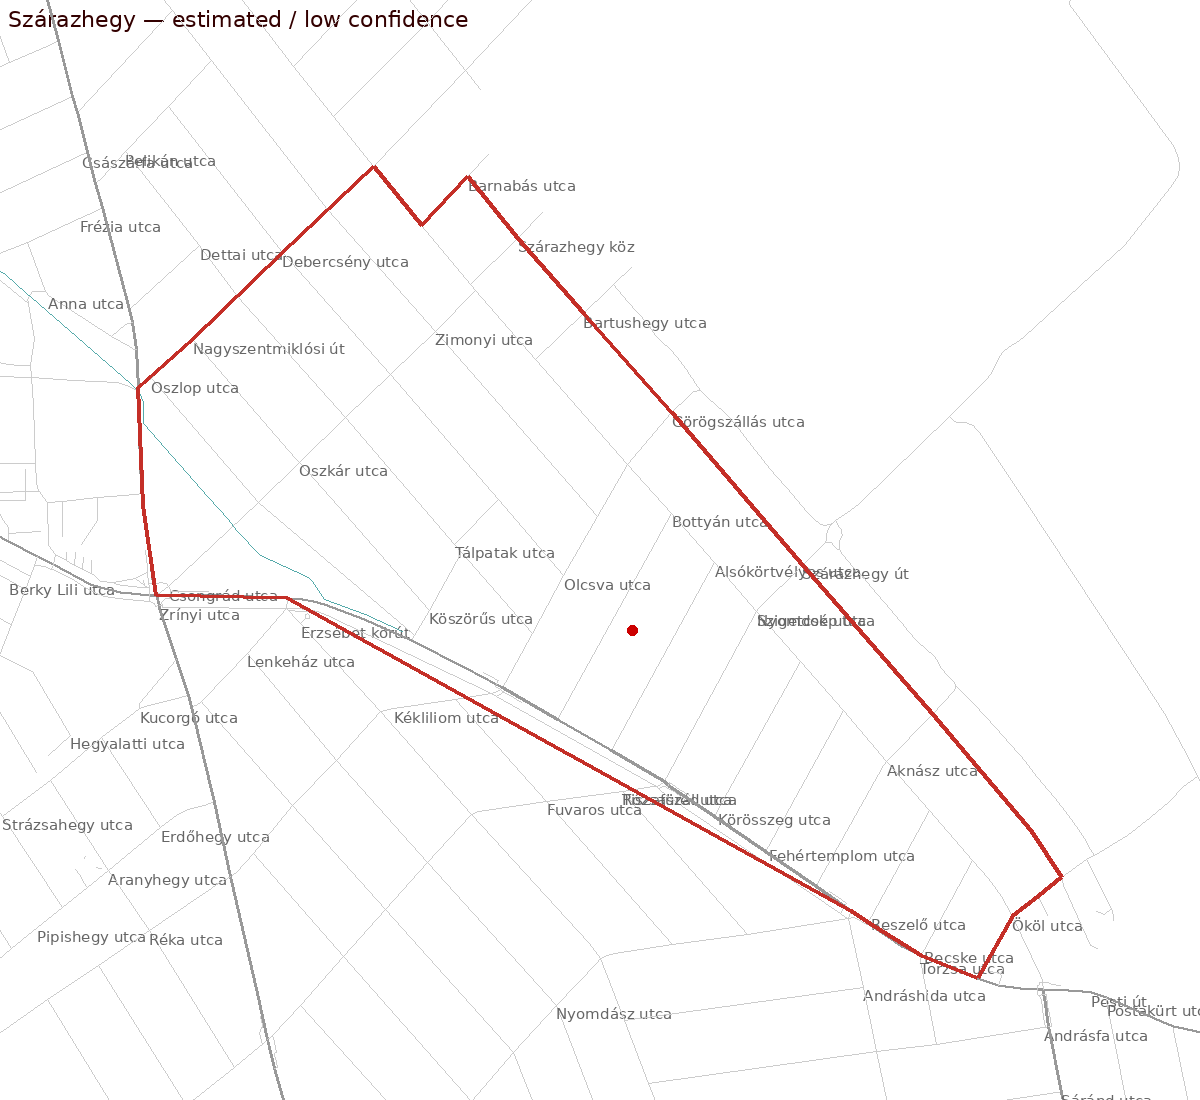 Szárazhegy — estimated / low confidence
Pelikán utca
Barnabás utca
Frézia utca
Szárazhegy köz
Dettai utca
Debercsény utca
Anna utca
Bartushegy utca
Zimonyi utca
Nagyszentmiklósi út
Oszlop utca
Görögszállás utca
Oszkár utca
Bottyán utca
Tálpatak utca
Alsókörtvélyes utca
Szárazhegy út
Olcsva utca
Berky Lili utca
Csongrád utca
Zrínyi utca
Köszörűs utca
Erzsébet körút
Lenkeház utca
Kucorgó utca
Kékliliom utca
Hegyalatti utca
Aknász utca
Fuvaros utca
Körösszeg utca
Strázsahegy utca
Erdőhegy utca
Fehértemplom utca
Aranyhegy utca
Reszelő utca
Ököl utca
Pipishegy utca
Réka utca
Becske utca
Torzsa utca
Andráshida utca
Pesti út
Nyomdász utca
Postakürt utc
Andrásfa utca
Sáránd utca